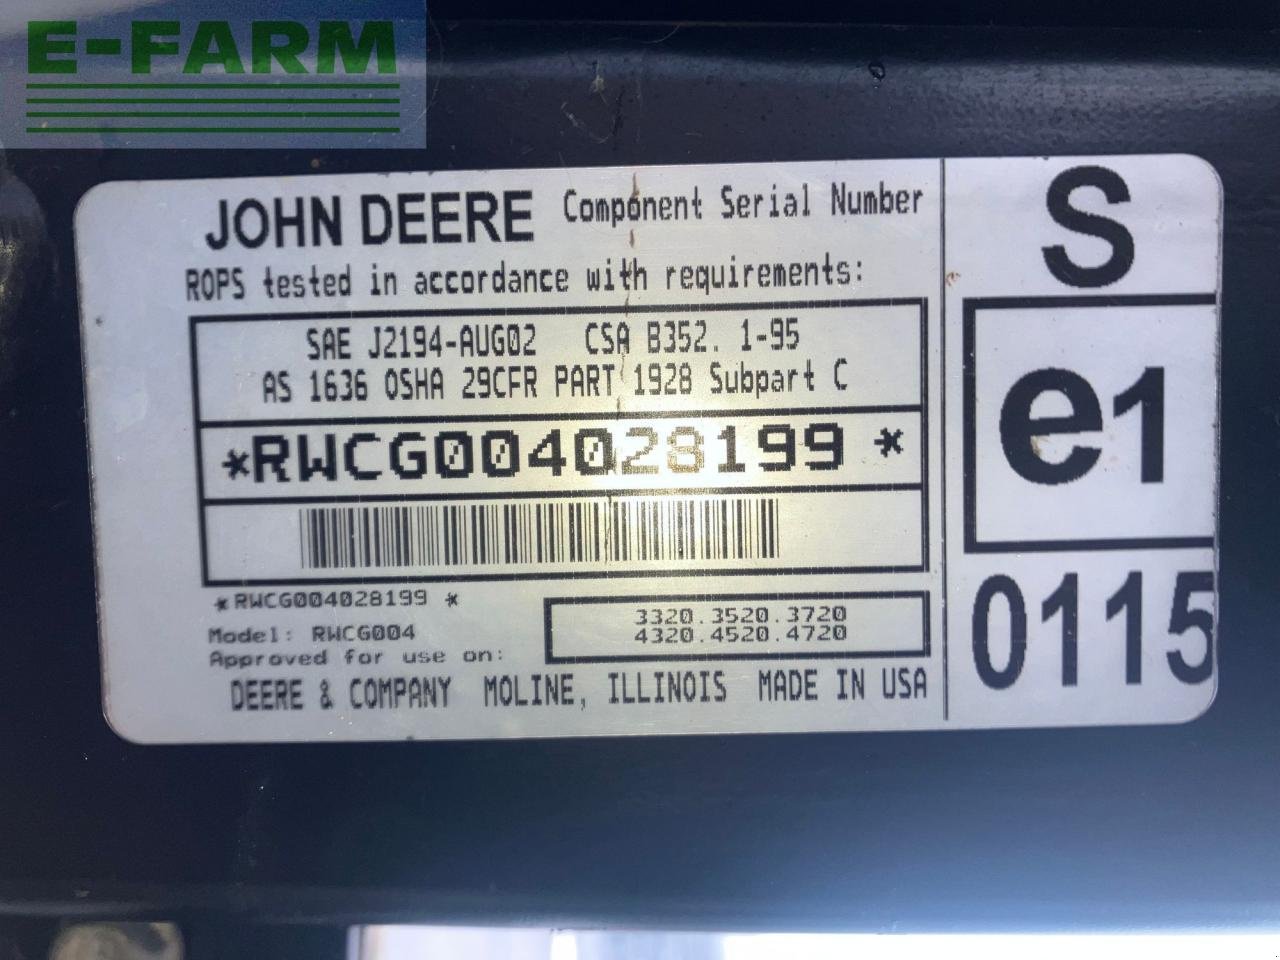 E-FARM
JOHN DEERE Component Serial Number
ROPS tested in accordance with requirements:
SAE J2194-AUG02 CSA B352. 1-95
AS 1636 OSHA 29CFR PART 1928 Subpart C
*RWCG004028199 *
*RWCG004028199 *
Model: RWCG004
Approved for use on:
3320.3520.3720
4320.4520.4720
DEERE & COMPANY MOLINE, ILLINOIS MADE IN USA
S
e1
0115